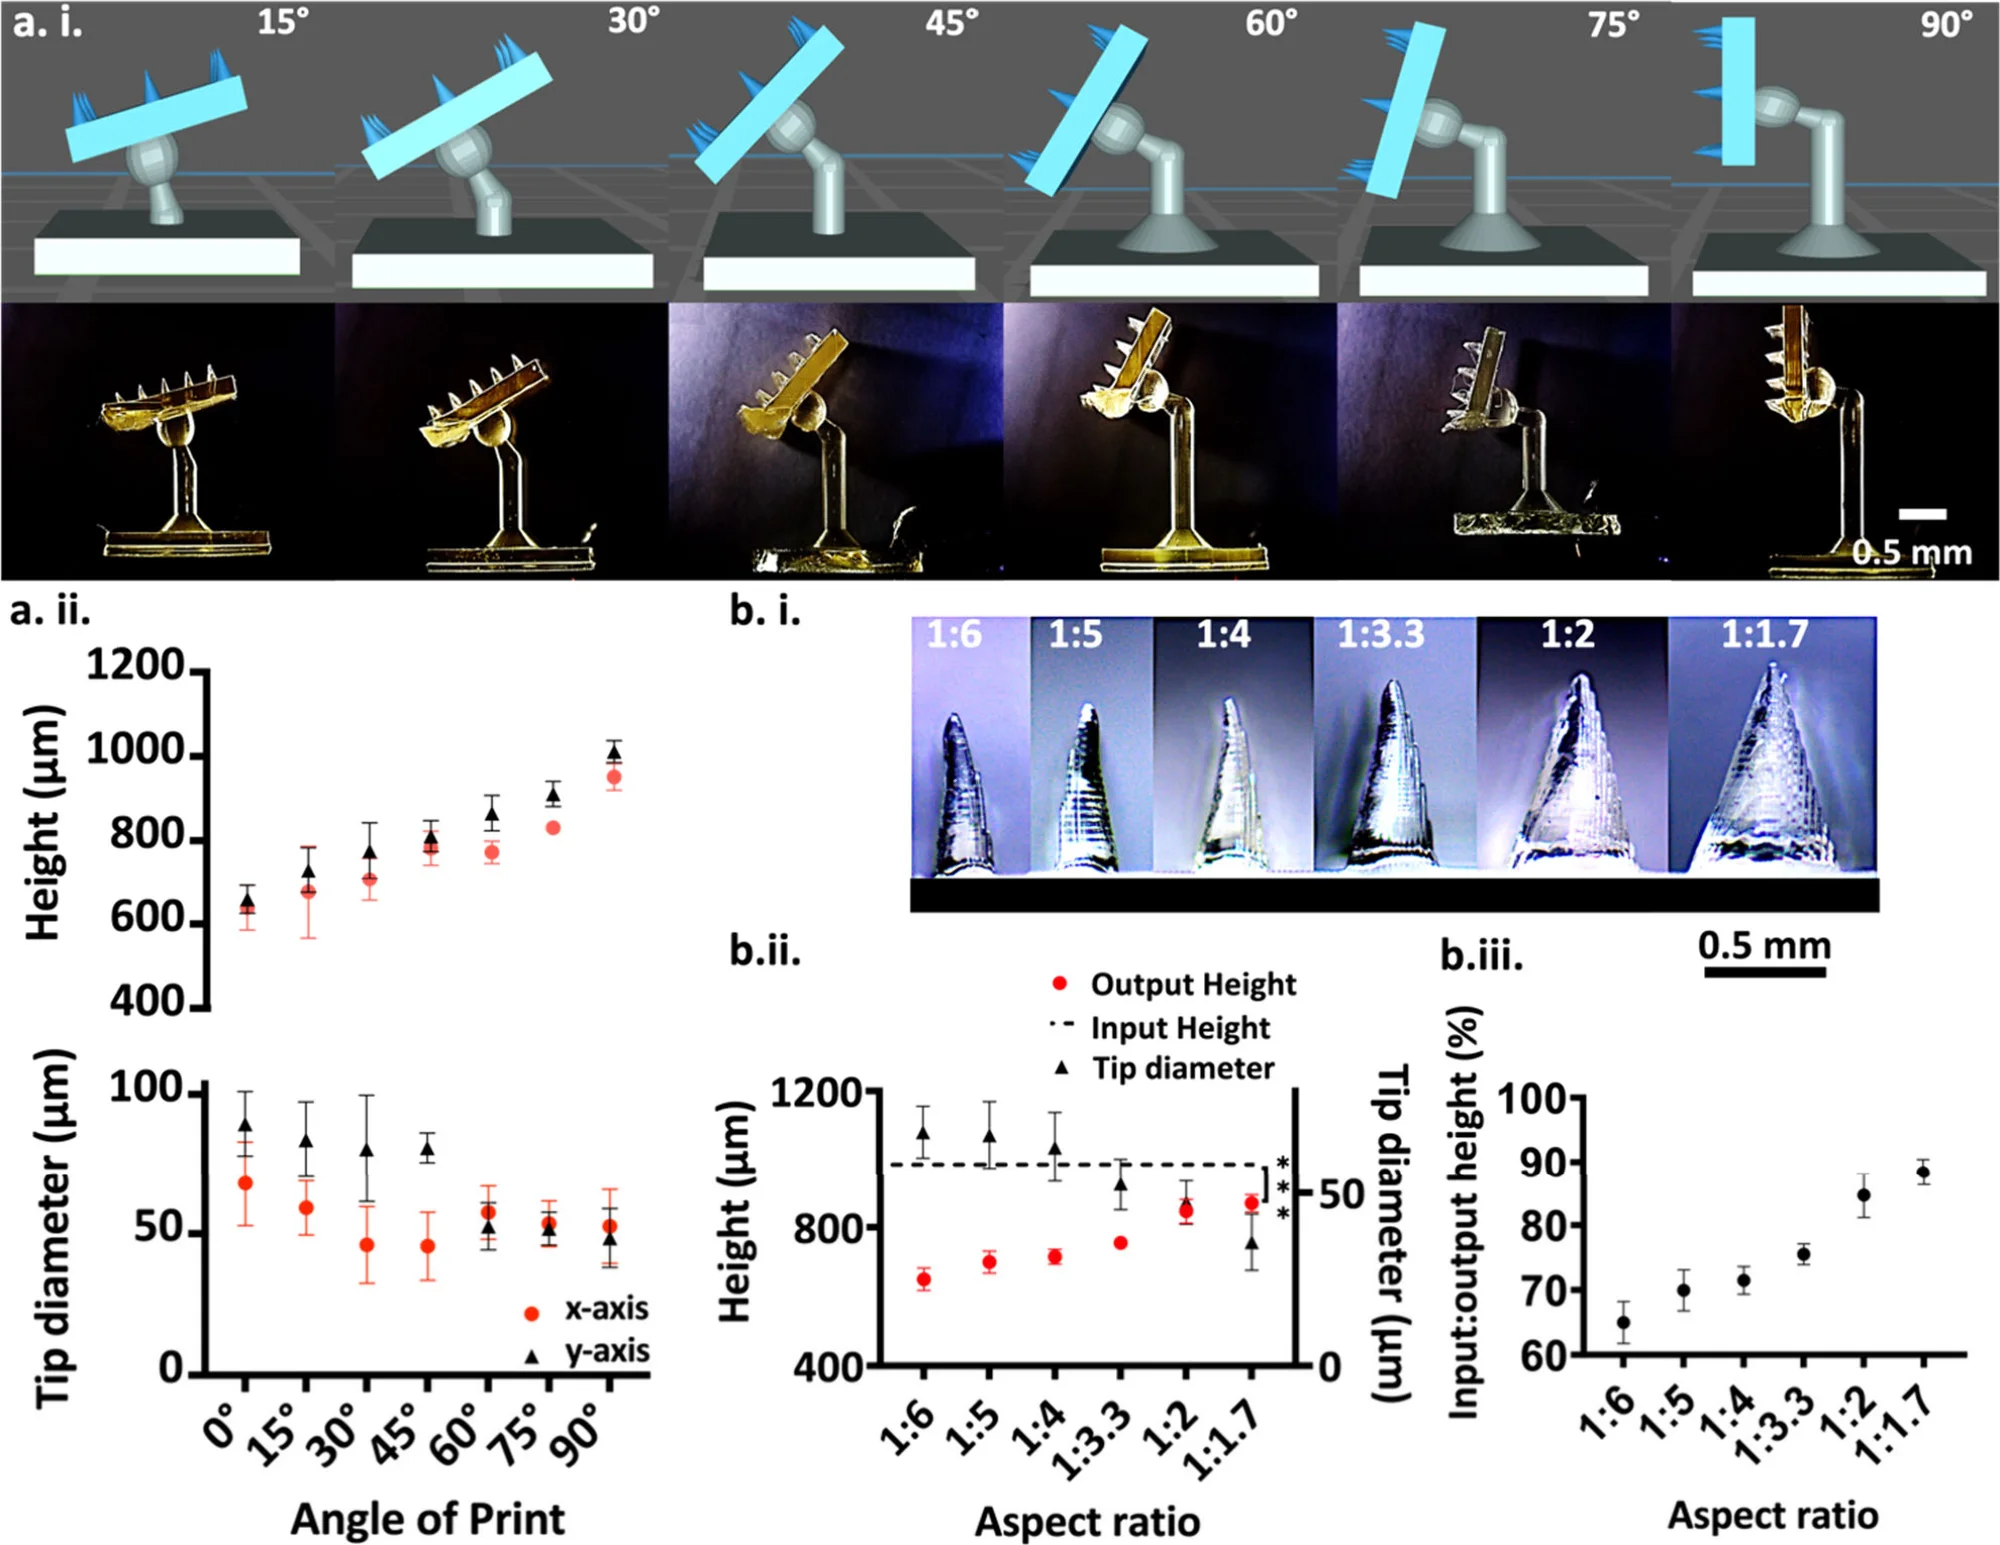 a. i.
15°
30°
45°
60°
75°
90°
0.5 mm
a. ii.
1200
1000
800
600
400
Height (µm)
100
50
0
Tip diameter (µm)
x-axis
y-axis
0°
15°
30°
45°
60°
75°
90°
Angle of Print
b. i.
1:6
1:5
1:4
1:3.3
1:2
1:1.7
0.5 mm
b.ii.
Output Height
Input Height
Tip diameter
1200
800
400
Height (µm)
50
0
Tip diameter (µm)
*
*
*
1:6
1:5
1:4
1:3.3
1:2
1:1.7
Aspect ratio
b.iii.
100
90
80
70
60
Input:output height (%)
1:6
1:5
1:4
1:3.3
1:2
1:1.7
Aspect ratio